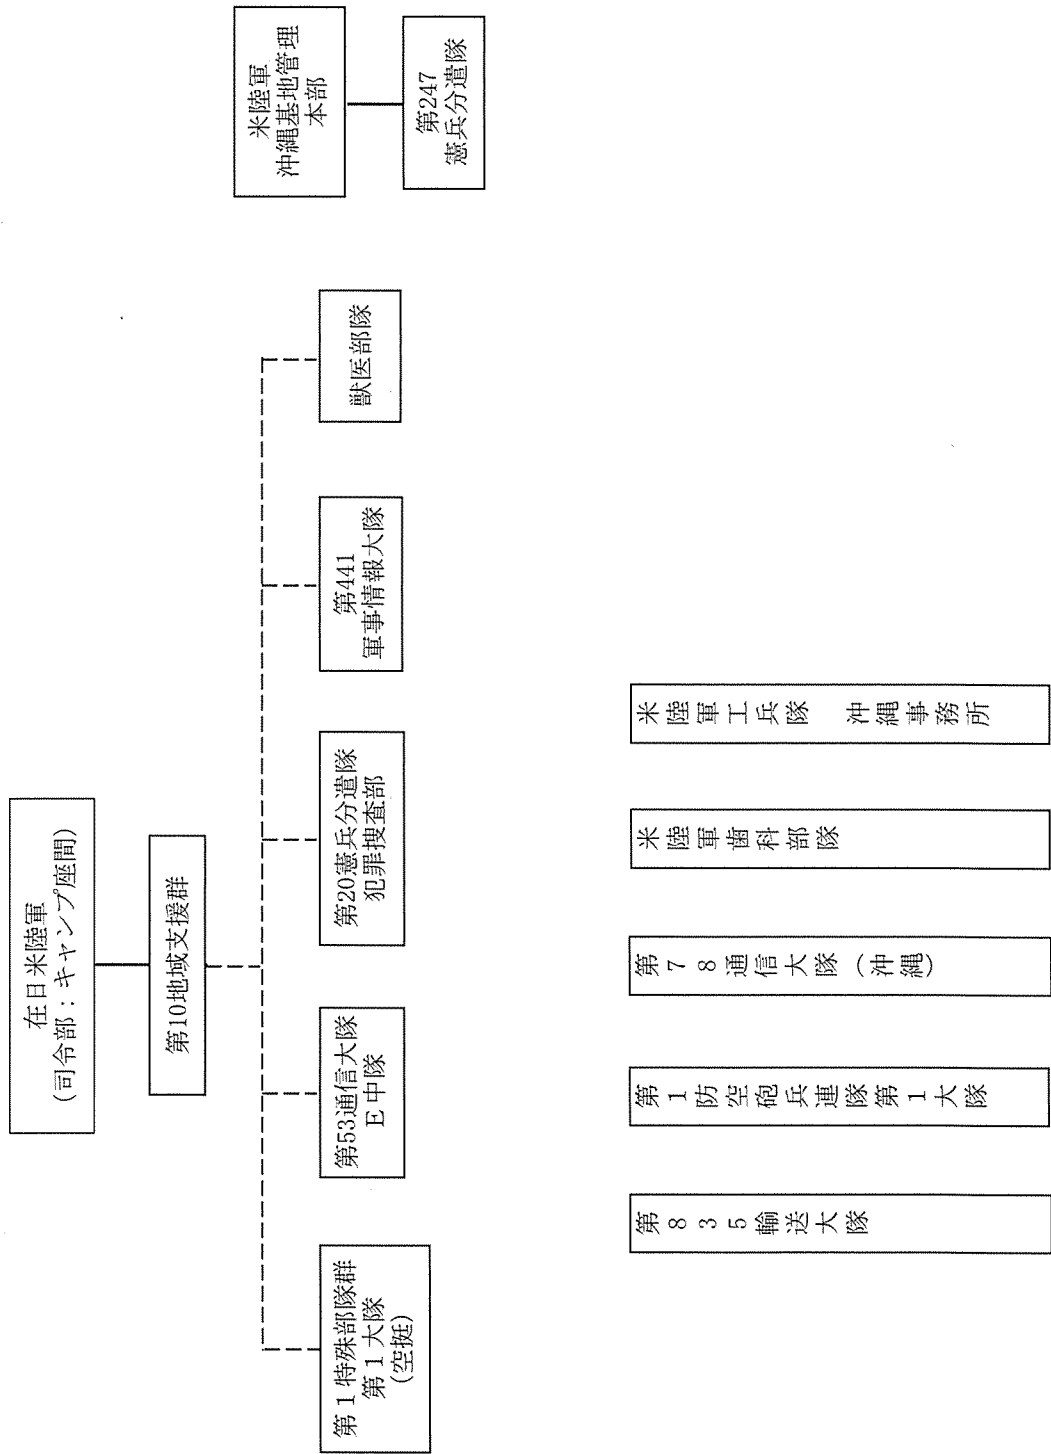 在日米陸軍
(司令部：キャンプ座間)
第10地域支援群
第１特殊部隊群
第１大隊
(空挺)
第53通信大隊
Ｅ中隊
第20憲兵分遣隊
犯罪捜査部
第441
軍事情報大隊
獣医部隊
米陸軍
沖縄基地管理
本部
第247
憲兵分遣隊
第８３５輸送大隊
第１防空砲兵連隊第１大隊
第７８通信大隊（沖縄）
米陸軍歯科部隊
米陸軍工兵隊　沖縄事務所